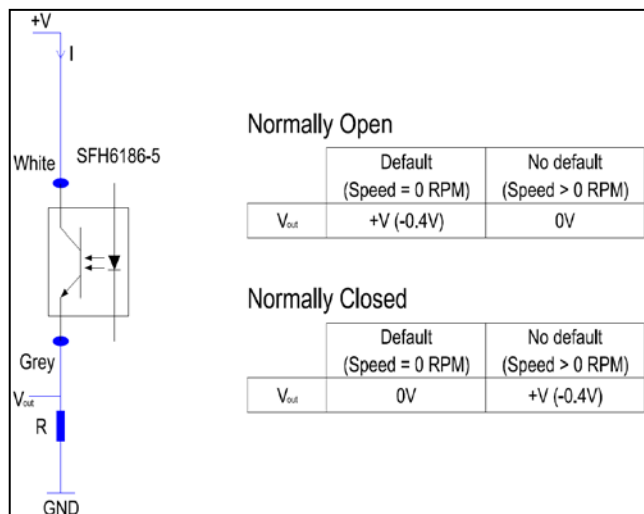 +V
I
White
SFH6186-5
Grey
Vout
R
GND
Normally Open
Default No default
(Speed = 0 RPM) (Speed > 0 RPM)
Vout +V (-0.4V) 0V
Normally Closed
Default No default
(Speed = 0 RPM) (Speed > 0 RPM)
Vout 0V +V (-0.4V)